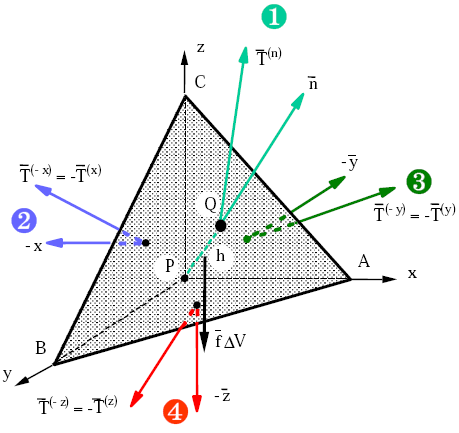 1
z
T̄⁽ⁿ⁾
C
n̄
-ȳ
T̄⁽⁻ ˣ⁾ = -T̄⁽ˣ⁾
3
2
Q
T̄⁽⁻ ʸ⁾ = -T̄⁽ʸ⁾
-x
h
P
A
x
B
f̄ ΔV
y
T̄⁽⁻ ᶻ⁾ = -T̄⁽ᶻ⁾
4
-z̄